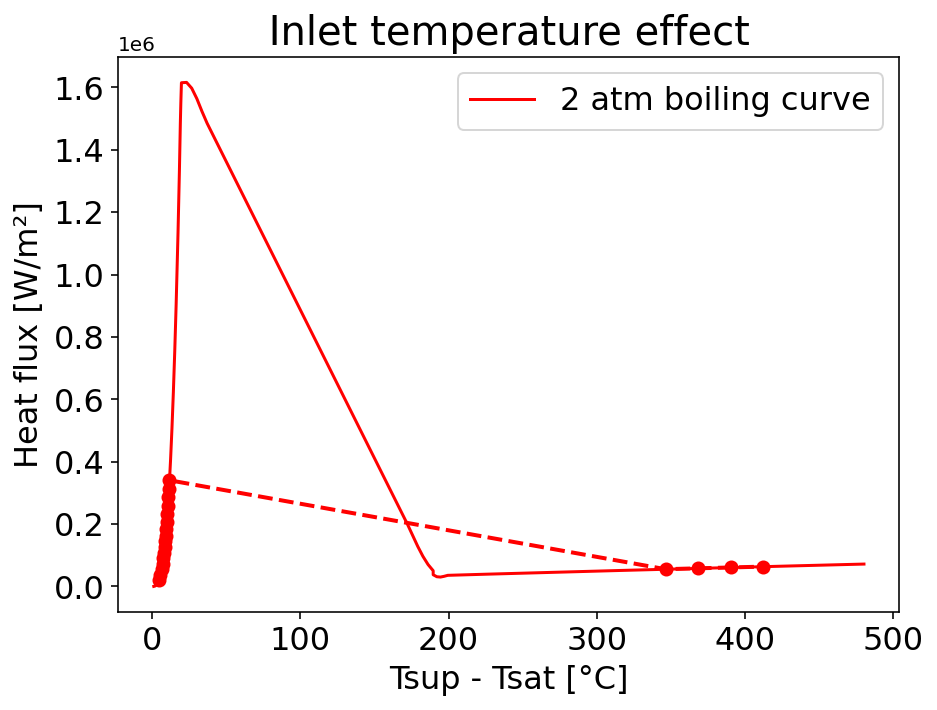 Inlet temperature effect
1e6
2 atm boiling curve
Heat flux [W/m²]
1.6
1.4
1.2
1.0
0.8
0.6
0.4
0.2
0.0
0 100 200 300 400 500
Tsup - Tsat [°C]